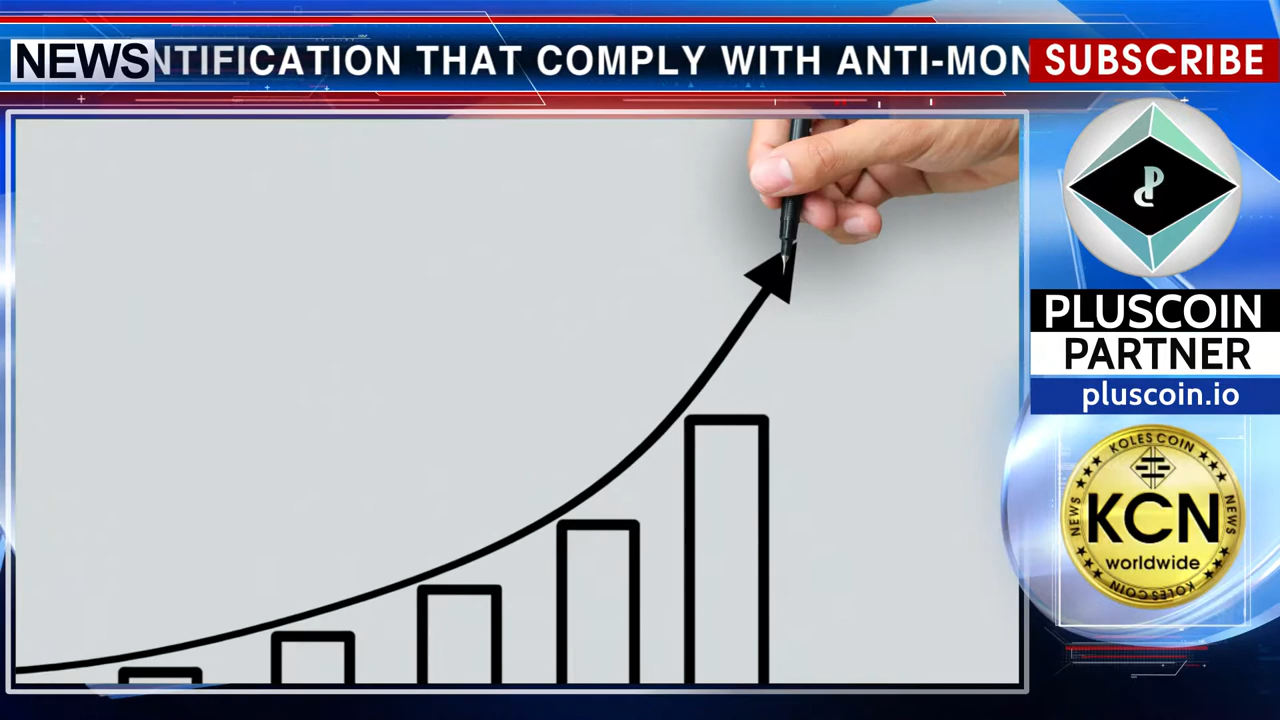 NEWS
NTIFICATION THAT COMPLY WITH ANTI-MON
SUBSCRIBE
PLUSCOIN
PARTNER
pluscoin.io
KOLES COIN
NEWS
KCN
NEWS
worldwide
KOLES COIN